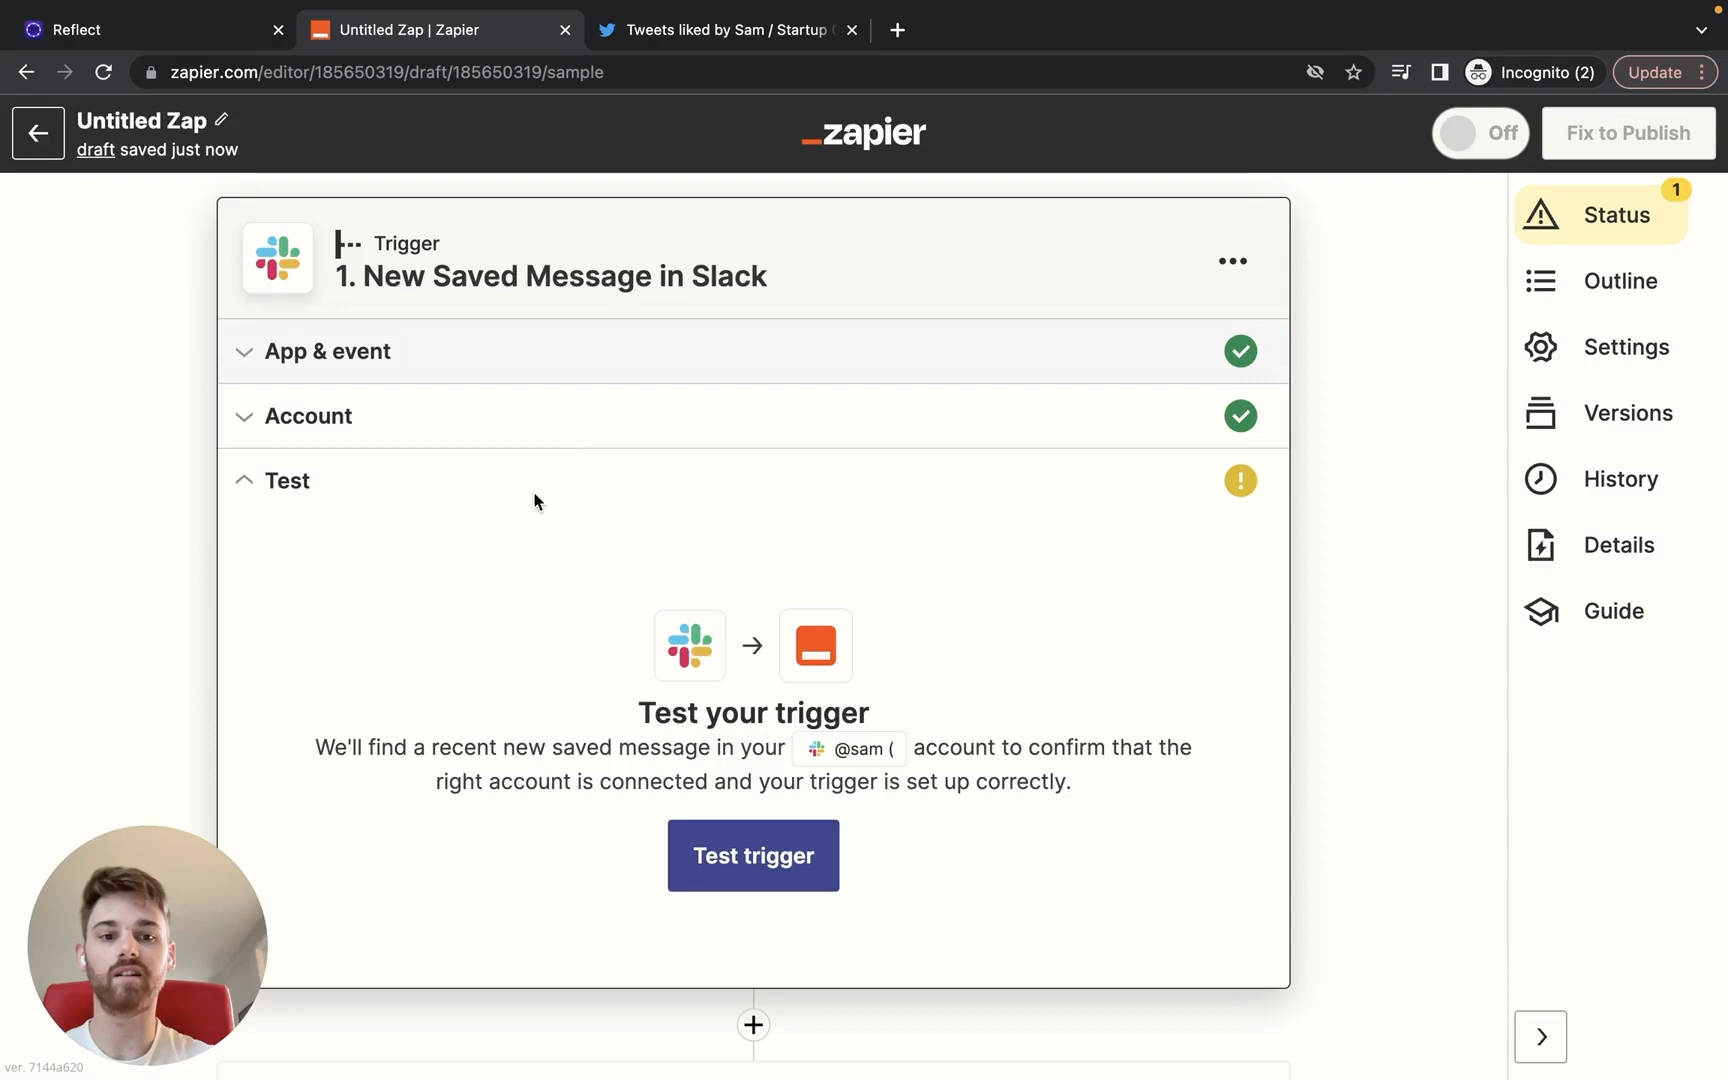 Reflect
Untitled Zap | Zapier
Tweets liked by Sam / Startup
zapier.com/editor/185650319/draft/185650319/sample
Incognito (2)
Update
Untitled Zap
draft saved just now
zapier
Off
Fix to Publish
Trigger
1. New Saved Message in Slack
App & event
Account
Test
Test your trigger
We'll find a recent new saved message in your @sam ( account to confirm that the
right account is connected and your trigger is set up correctly.
Test trigger
1
Status
Outline
Settings
Versions
History
Details
Guide
ver. 7144a620